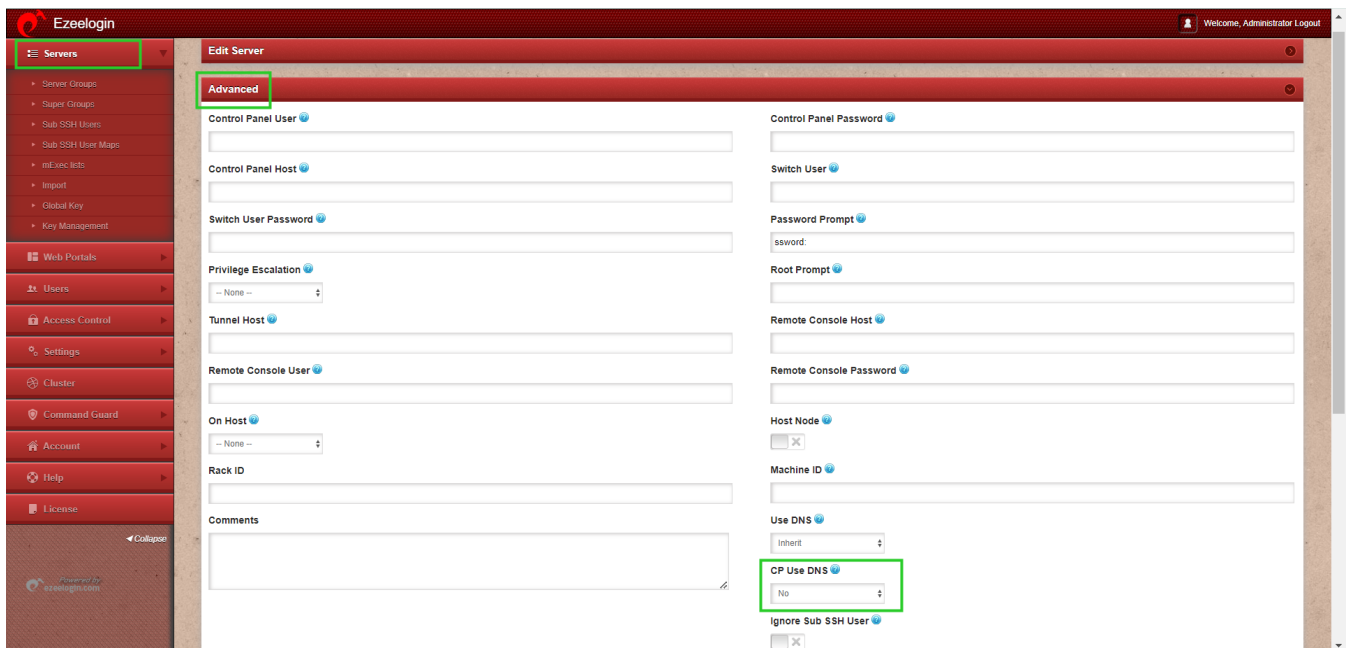 Ezeelogin
Welcome, Administrator Logout
Servers
Server Groups
Super Groups
Sub SSH Users
Sub SSH User Maps
mExec lists
Import
Global Key
Key Management
Web Portals
Users
Access Control
Settings
Cluster
Command Guard
Account
Help
License
Collapse
Powered by
ezeelogin.com
Edit Server
Advanced
Control Panel User
Control Panel Password
Control Panel Host
Switch User
Switch User Password
Password Prompt
ssword:
Privilege Escalation
-- None --
Root Prompt
Tunnel Host
Remote Console Host
Remote Console User
Remote Console Password
On Host
-- None --
Host Node
Rack ID
Machine ID
Comments
Use DNS
Inherit
CP Use DNS
No
Ignore Sub SSH User